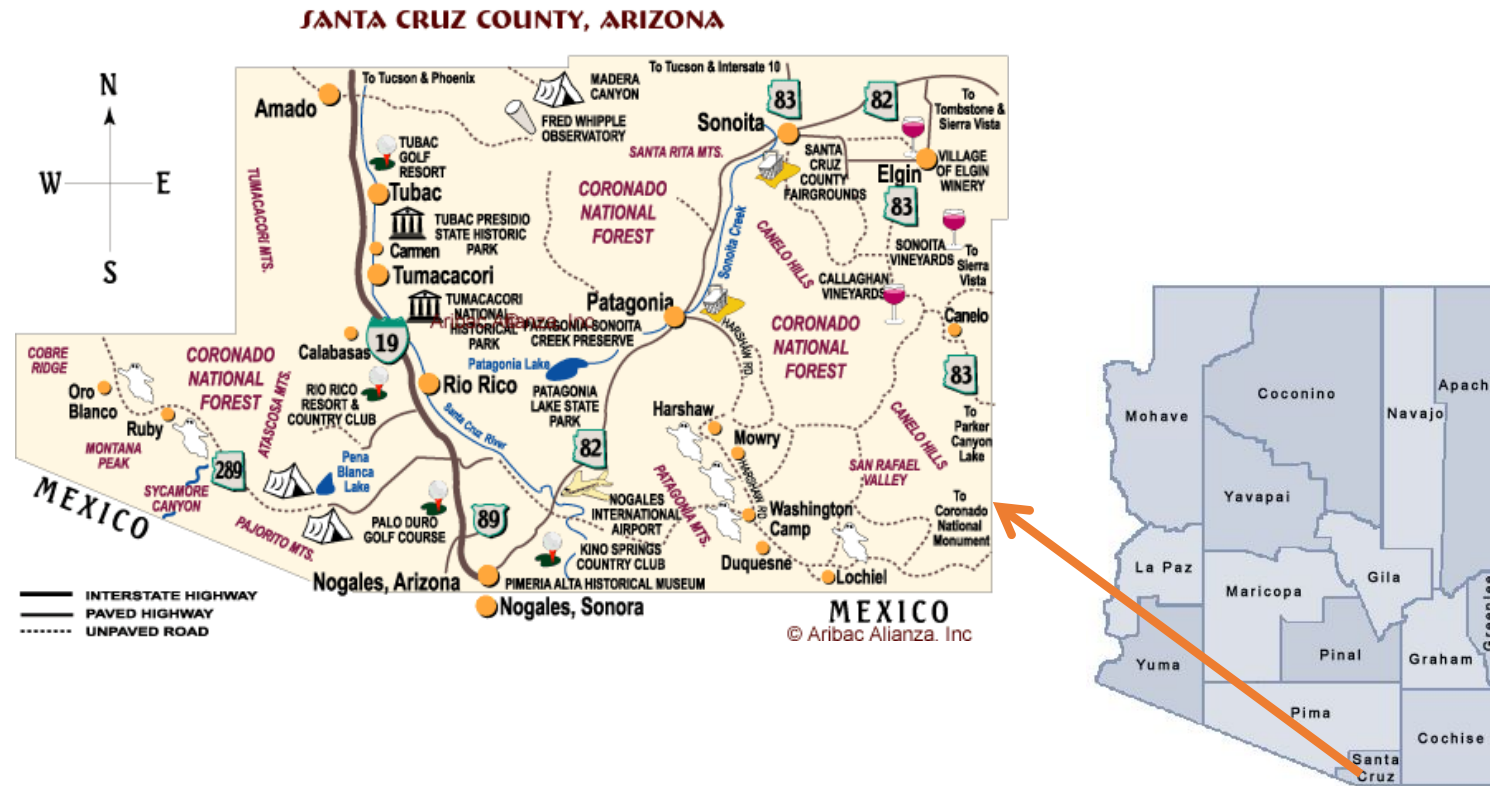 SANTA CRUZ COUNTY, ARIZONA
N
W
E
S
To Tucson & Phoenix
Amado
MADERA
CANYON
FRED WHIPPLE
OBSERVATORY
To Tucson & Intersate 10
83
82
To
Tombstone &
Sierra Vista
Sonoita
TUBAC
GOLF
RESORT
SANTA RITA MTS.
SANTA
CRUZ
COUNTY
FAIRGROUNDS
Elgin
VILLAGE
OF ELGIN
WINERY
TUMACACORI MTS.
Tubac
CORONADO
NATIONAL
FOREST
83
TUBAC PRESIDIO
STATE HISTORIC
PARK
Carmen
Sonoita Creek
CANELO HILLS
SONOITA
VINEYARDS
To
Sierra
Vista
Tumacacori
CALLAGHAN
VINEYARDS
TUMACACORI
NATIONAL
HISTORICAL
PARK
Patagonia
PATAGONIA-SONOITA
CREEK PRESERVE
HARSHAW RD.
CORONADO
NATIONAL
FOREST
Canelo
19
Calabasas
COBRE
RIDGE
CORONADO
NATIONAL
FOREST
Patagonia Lake
83
Oro
Blanco
ATASCOSA MTS.
RIO RICO
RESORT &
COUNTRY CLUB
Rio Rico
PATAGONIA
LAKE STATE
PARK
Ruby
Santa Cruz River
Harshaw
CANELO HILLS
To
Parker
Canyon
Lake
MONTANA
PEAK
Mowry
82
289
Pena
Blanca
Lake
HARSHAW RD.
SAN RAFAEL
VALLEY
SYCAMORE
CANYON
PATAGONIA MTS.
MEXICO
PAJORITO MTS.
PALO DURO
GOLF COURSE
89
NOGALES
INTERNATIONAL
AIRPORT
Washington
Camp
To
Coronado
National
Monument
KINO SPRINGS
COUNTRY CLUB
Duquesne
Nogales, Arizona
PIMERIA ALTA HISTORICAL MUSEUM
Lochiel
Nogales, Sonora
MEXICO
© Aribac Alianza. Inc
INTERSTATE HIGHWAY
PAVED HIGHWAY
UNPAVED ROAD
Mohave
Coconino
Navajo
Apach
Yavapai
La Paz
Maricopa
Gila
Greenlee
Yuma
Pinal
Graham
Pima
Cochise
Santa
Cruz